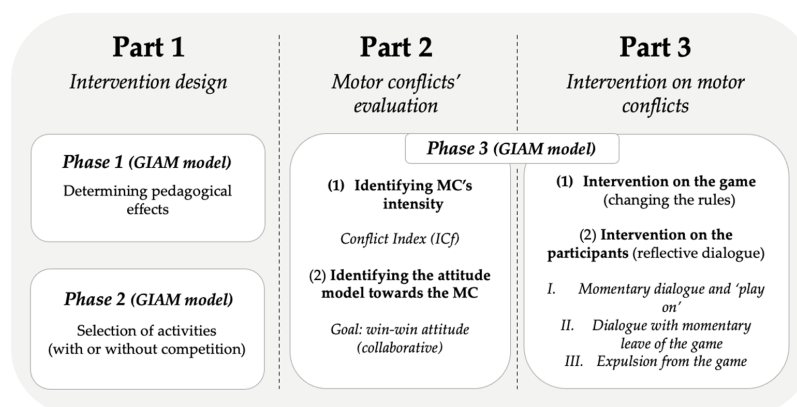 Part 1
Intervention design
Phase 1 (GIAM model)
Determining pedagogical
effects
Phase 2 (GIAM model)
Selection of activities
(with or without competition)
Part 2
Motor conflicts’
evaluation
Part 3
Intervention on motor
conflicts
Phase 3 (GIAM model)
(1) Identifying MC’s
intensity
Conflict Index (ICf)
(2) Identifying the attitude
model towards the MC
Goal: win-win attitude
(collaborative)
(1) Intervention on the game
(changing the rules)
(2) Intervention on the
participants (reflective dialogue)
I. Momentary dialogue and ‘play
on’
II. Dialogue with momentary
leave of the game
III. Expulsion from the game